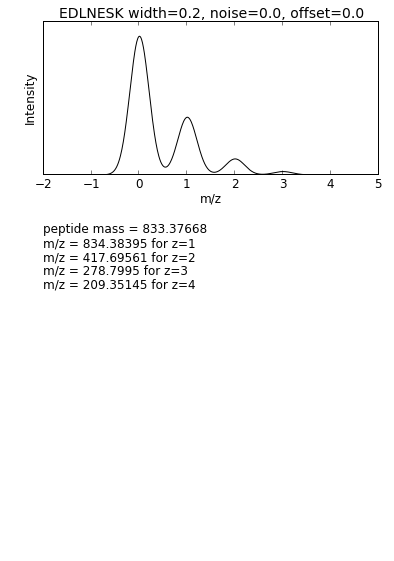 EDLNESK width=0.2, noise=0.0, offset=0.0
Intensity
−2 −1 0 1 2 3 4 5
m/z
peptide mass = 833.37668
m/z = 834.38395 for z=1
m/z = 417.69561 for z=2
m/z = 278.7995 for z=3
m/z = 209.35145 for z=4